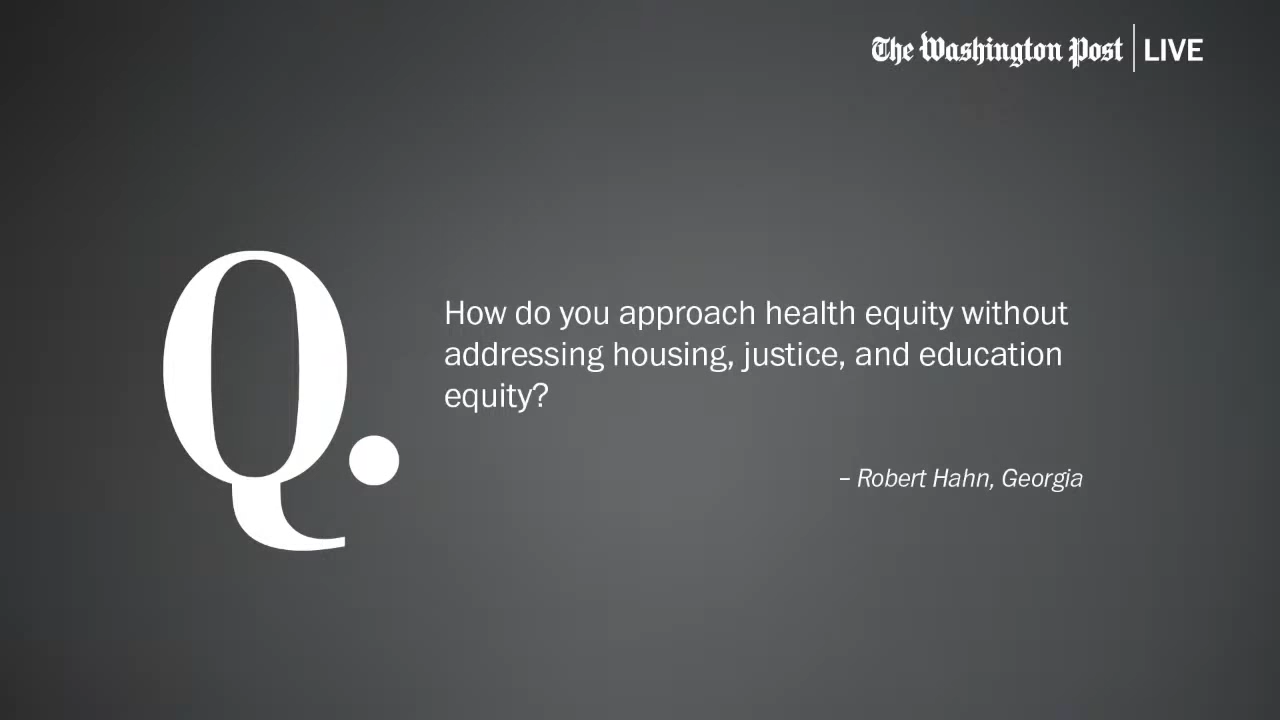 The Washington Post LIVE
Q.
How do you approach health equity without
addressing housing, justice, and education
equity?
– Robert Hahn, Georgia